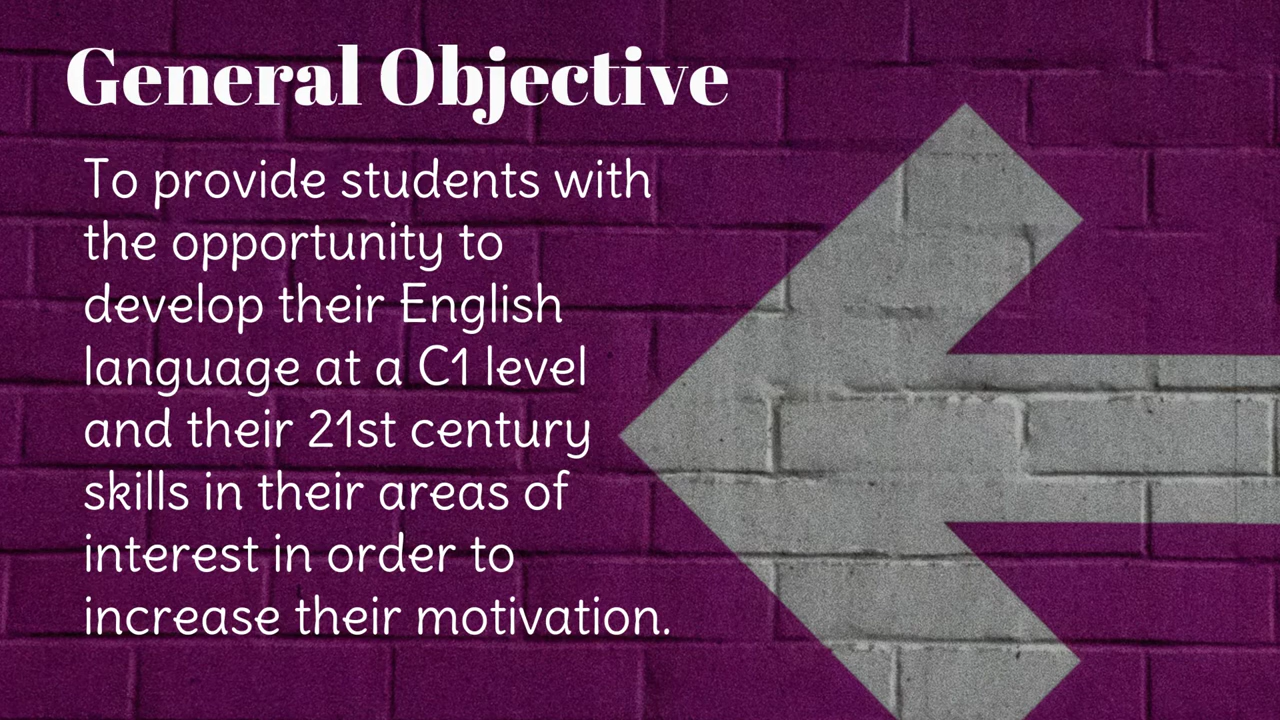 General Objective
To provide students with
the opportunity to
develop their English
language at a C1 level
and their 21st century
skills in their areas of
interest in order to
increase their motivation.